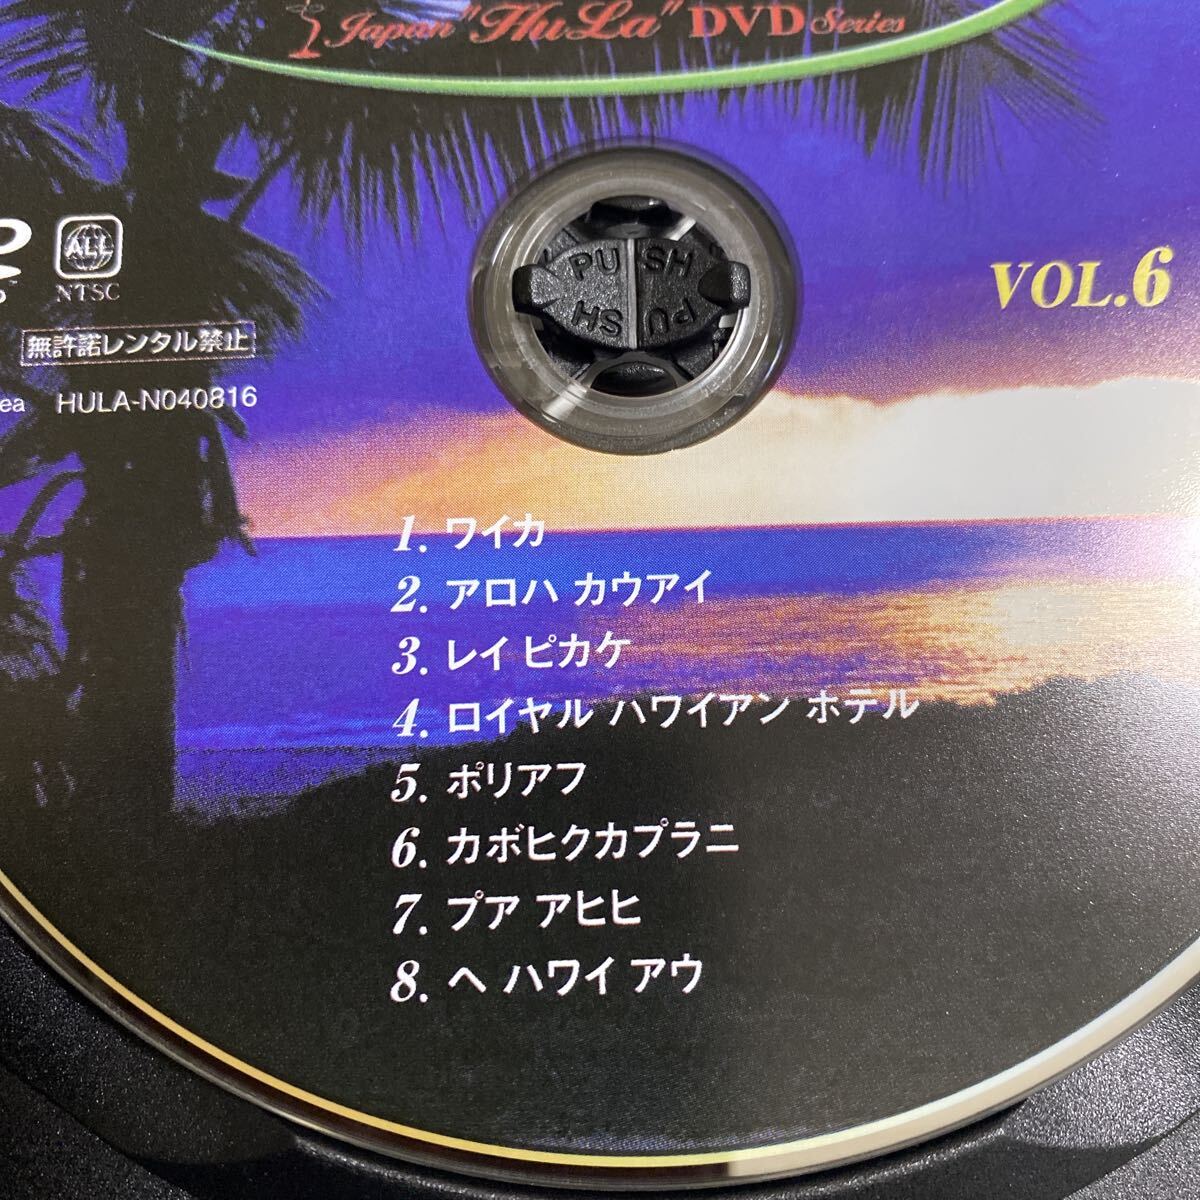 Japan "HuLa" DVD Series
ALL
NTSC
VOL.6
無許諾レンタル禁止
ea HULA-N040816
PUSH
PUSH
1. ワイカ
2. アロハ カウアイ
3. レイ ピカケ
4. ロイヤル ハワイアン ホテル
5. ポリアフ
6. カボヒクカプラニ
7. プア アヒヒ
8. ヘ ハワイ アウ